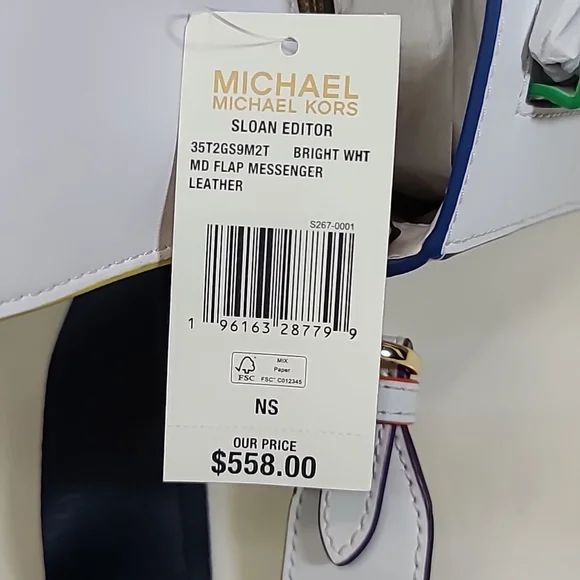 MICHAEL
MICHAEL KORS
SLOAN EDITOR
35T2GS9M2T BRIGHT WHT
MD FLAP MESSENGER
LEATHER
S267-0001
1 96163 28779 9
FSC
MIX
Paper
FSC® C012345
NS
OUR PRICE
$558.00